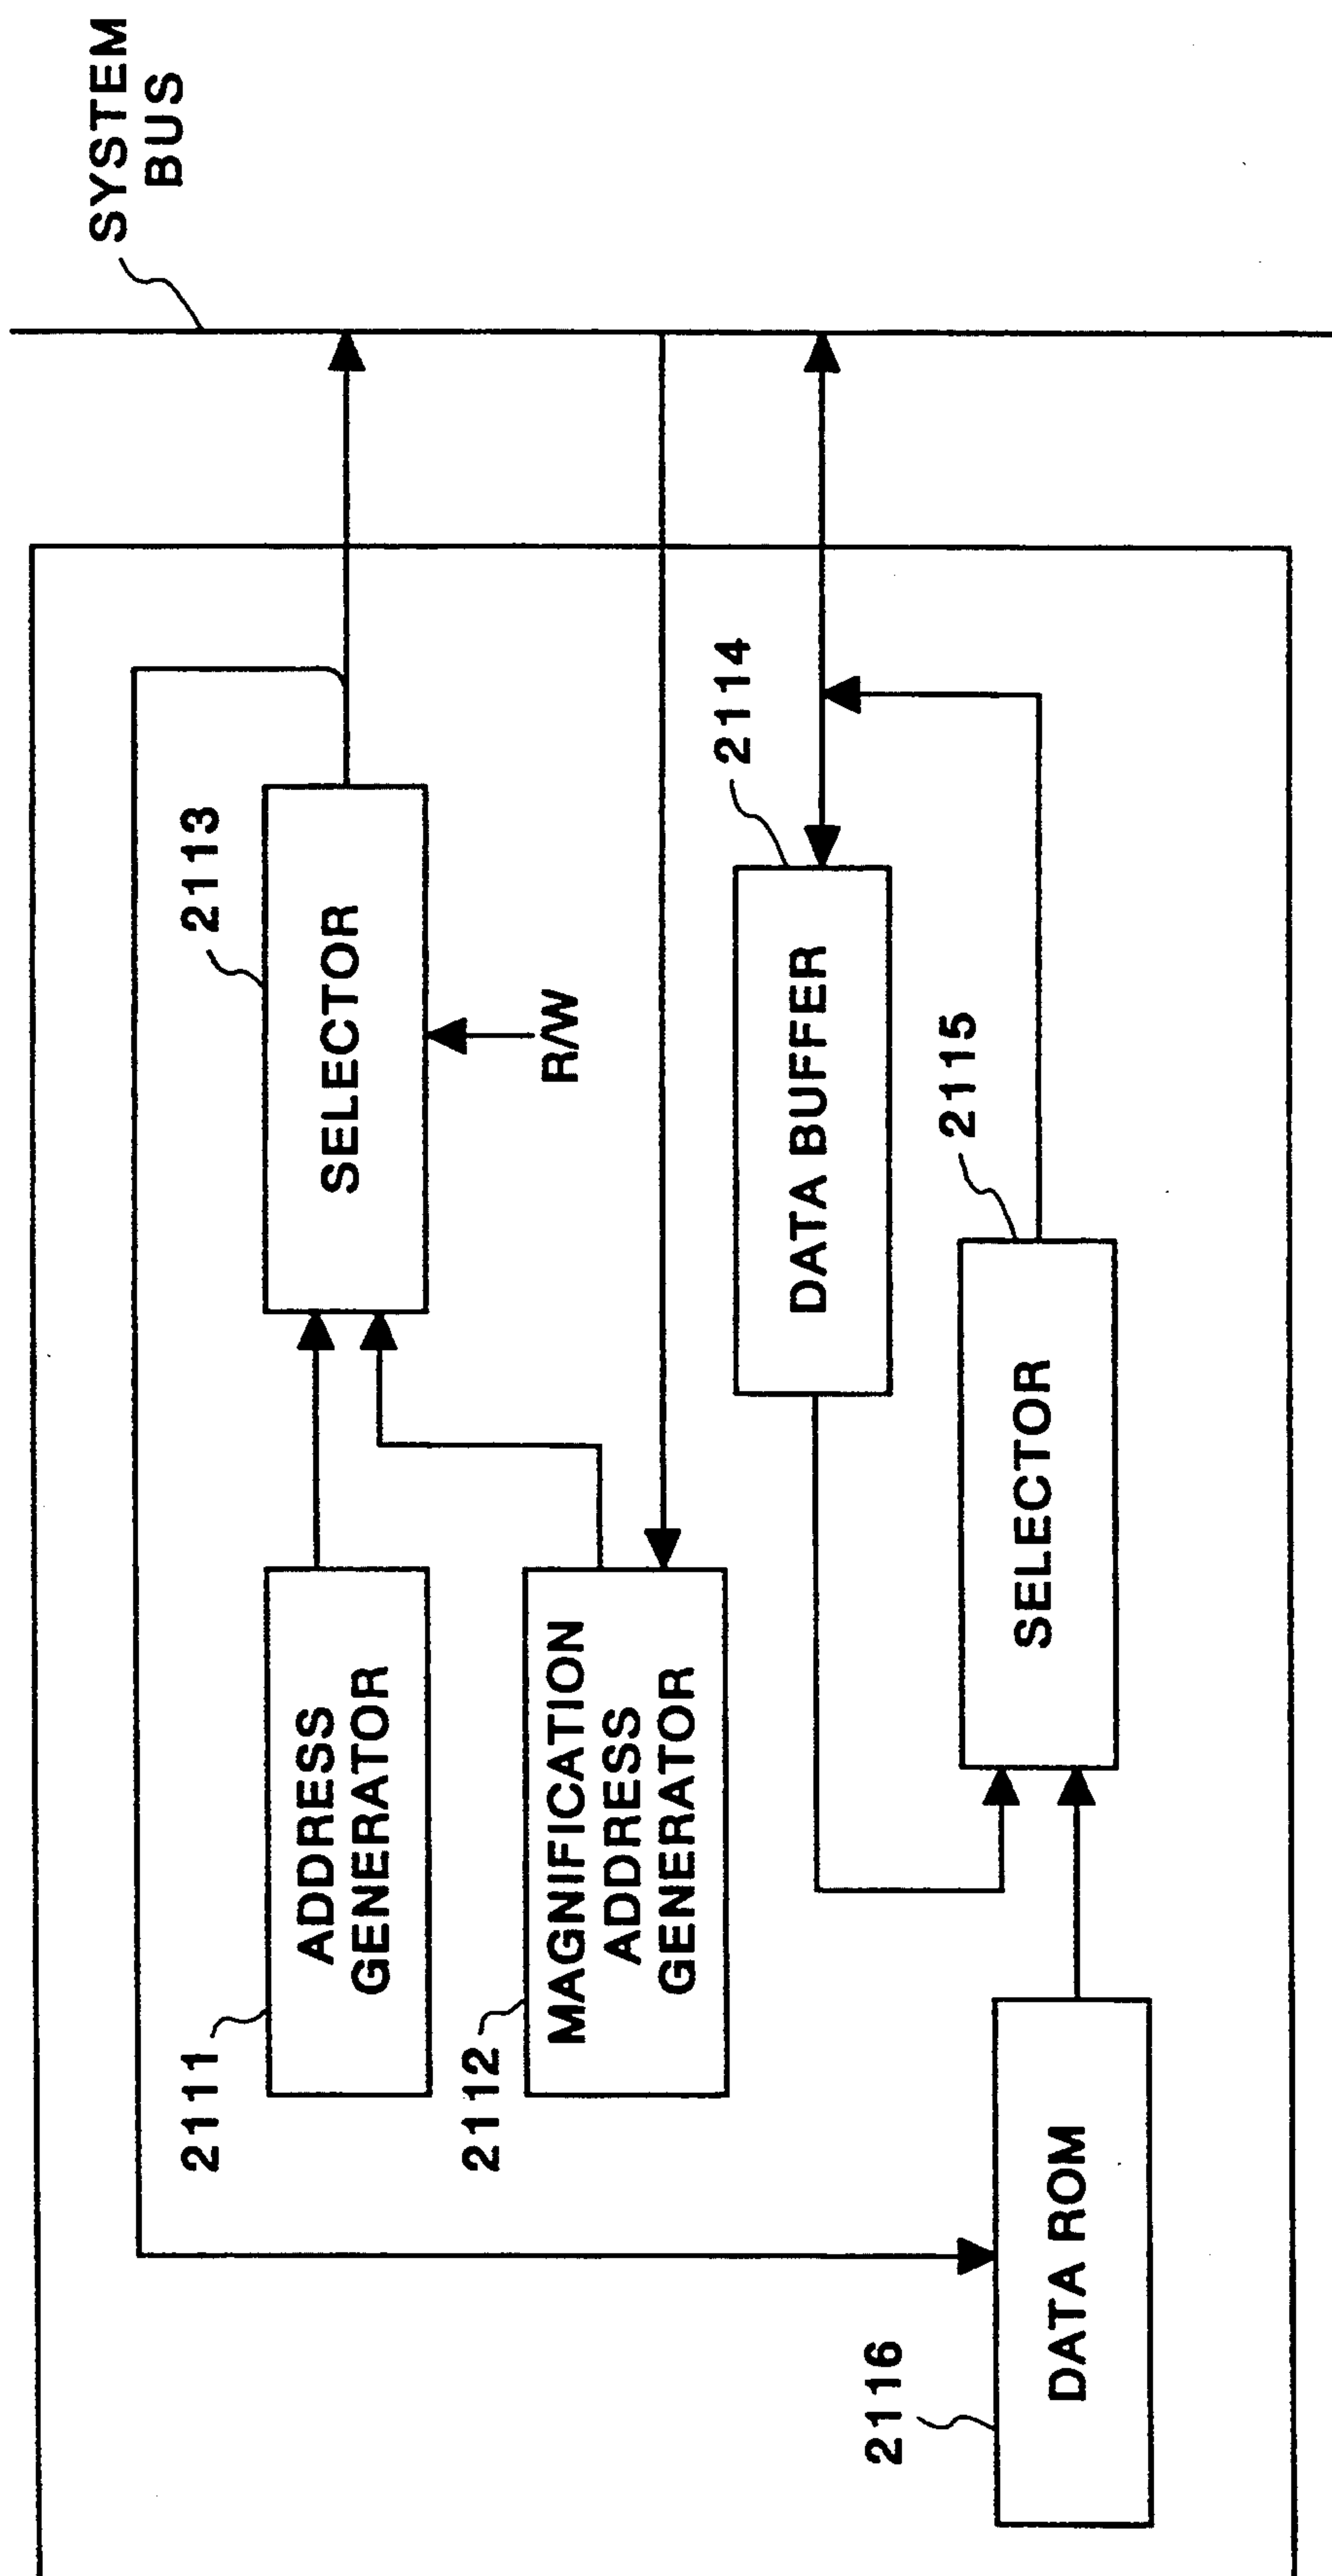 SYSTEM
BUS
2113
SELECTOR
R/W
2111
ADDRESS
GENERATOR
2112
MAGNIFICATION
ADDRESS
GENERATOR
2114
DATA BUFFER
2115
SELECTOR
2116
DATA ROM